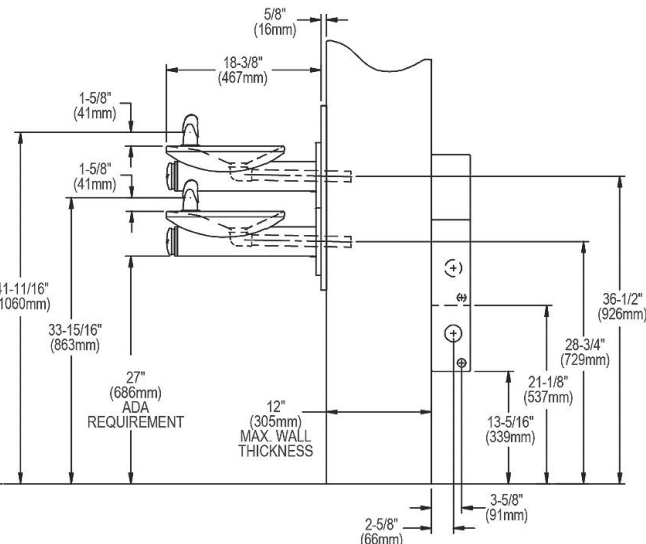 5/8"
(16mm)
18-3/8"
(467mm)
1-5/8"
(41mm)
1-5/8"
(41mm)
41-11/16"
1060mm)
33-15/16"
(863mm)
27"
(686mm)
ADA
REQUIREMENT
12"
(305mm)
MAX. WALL
THICKNESS
36-1/2"
(926mm)
28-3/4"
(729mm)
21-1/8"
(537mm)
13-5/16"
(339mm)
3-5/8"
(91mm)
2-5/8"
(66mm)